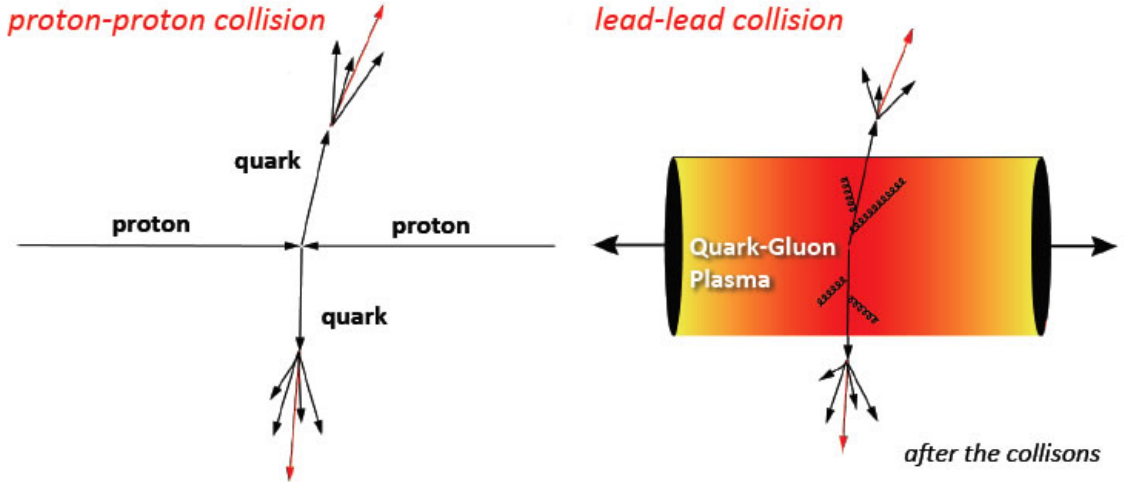 proton-proton collision
quark
proton
proton
quark
lead-lead collision
Quark-Gluon
Plasma
after the collisons